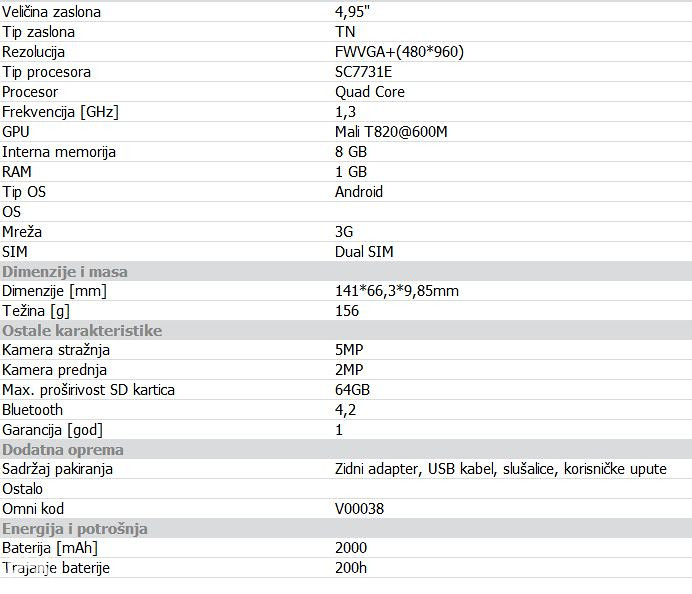 Veličina zaslona 4,95"
Tip zaslona TN
Rezolucija FWVGA+(480*960)
Tip procesora SC7731E
Procesor Quad Core
Frekvencija [GHz] 1,3
GPU Mali T820@600M
Interna memorija 8 GB
RAM 1 GB
Tip OS Android
OS
Mreža 3G
SIM Dual SIM
Dimenzije i masa
Dimenzije [mm] 141*66,3*9,85mm
Težina [g] 156
Ostale karakteristike
Kamera stražnja 5MP
Kamera prednja 2MP
Max. proširivost SD kartica 64GB
Bluetooth 4,2
Garancija [god] 1
Dodatna oprema
Sadržaj pakiranja Zidni adapter, USB kabel, slušalice, korisničke upute
Ostalo
Omni kod V00038
Energija i potrošnja
Baterija [mAh] 2000
Trajanje baterije 200h